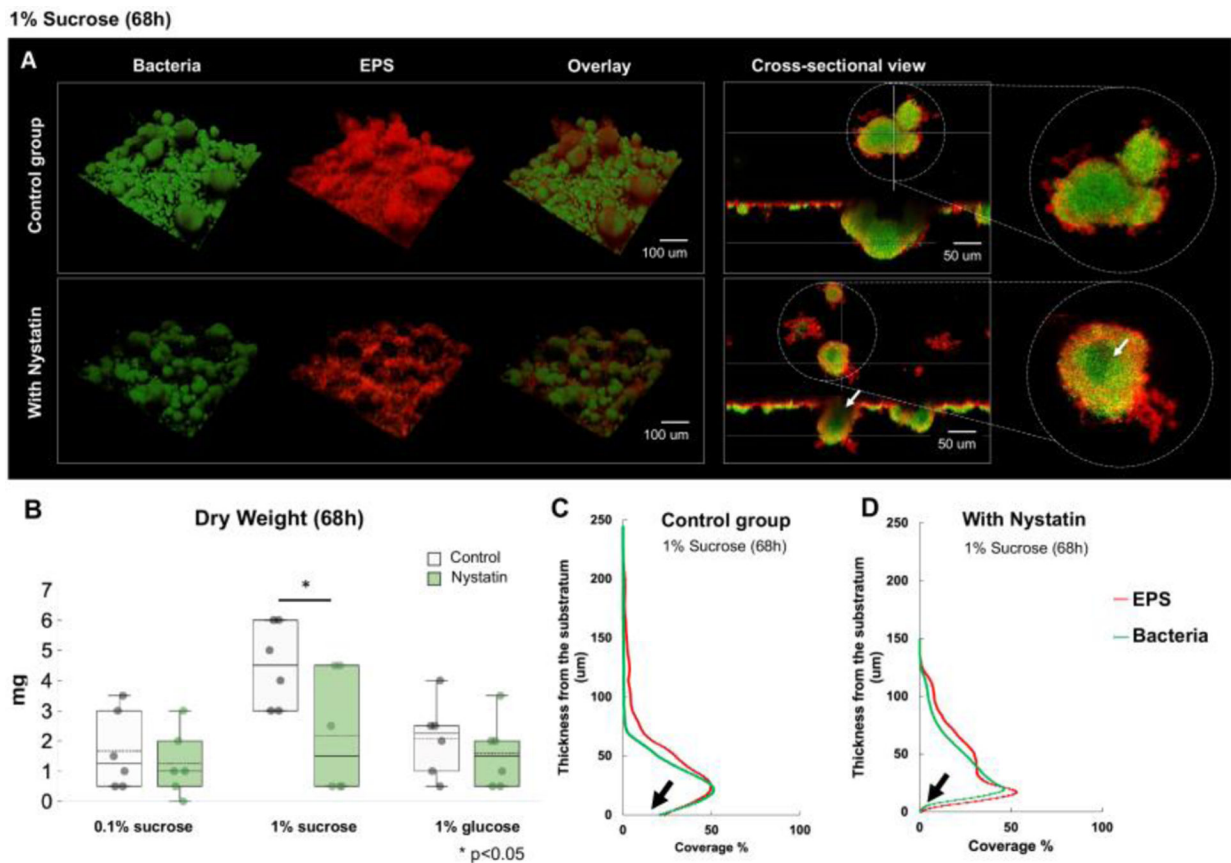 1% Sucrose (68h)
A
Bacteria EPS Overlay Cross-sectional view
Control group
100 um
50 um
With Nystatin
100 um
50 um
B
Dry Weight (68h)
Control
Nystatin
*
7
6
5
4
3
2
1
0
mg
0.1% sucrose 1% sucrose 1% glucose
* p<0.05
C
Control group
1% Sucrose (68h)
250
200
150
100
50
0
Thickness from the substratum
(um)
0 50 100
Coverage %
D
With Nystatin
1% Sucrose (68h)
250
200
150
100
50
0
Thickness from the substratum
(um)
0 50 100
Coverage %
EPS
Bacteria